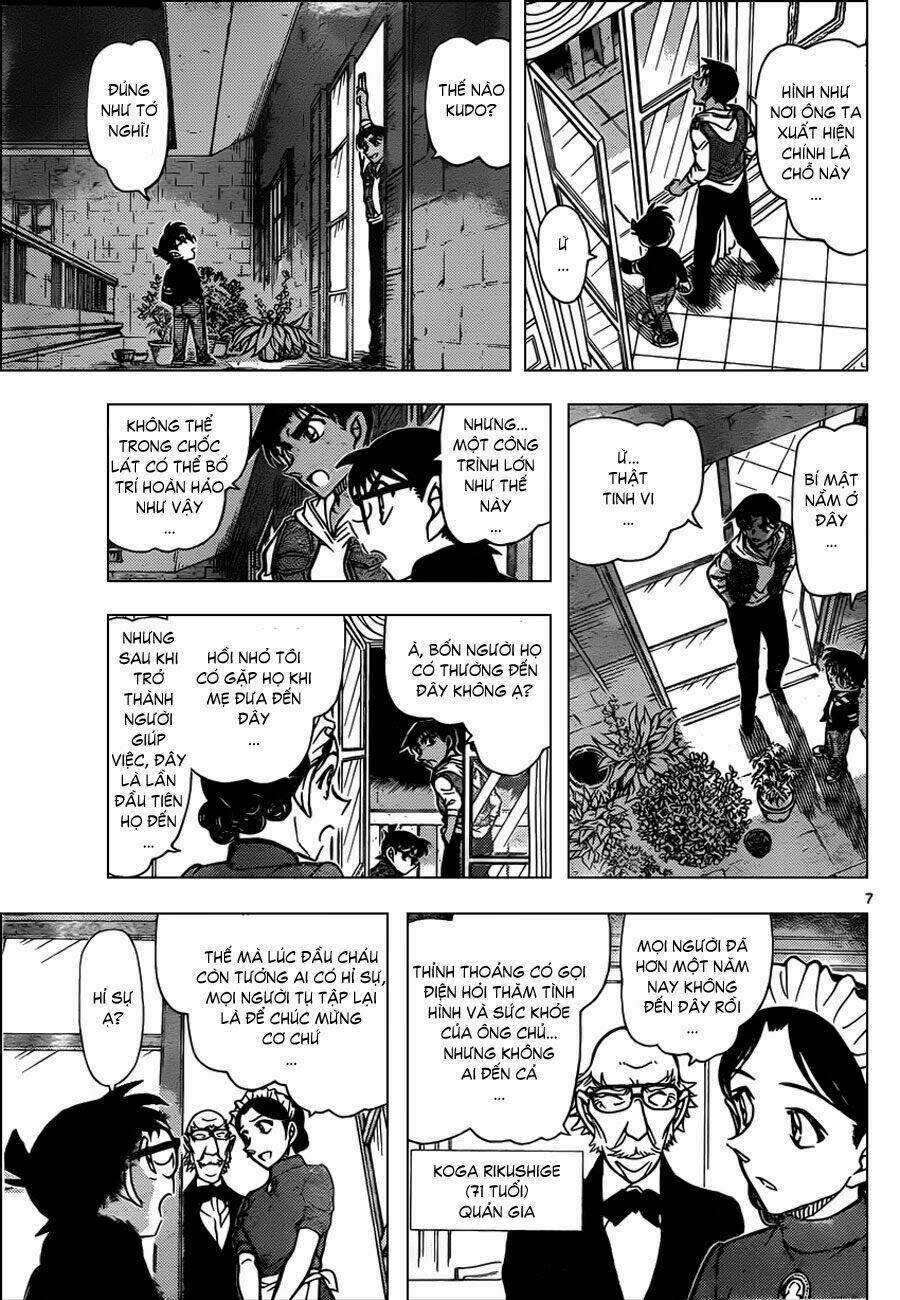 HÌNH NHƯ
NƠI ÔNG TA
XUẤT HIỆN
CHÍNH LÀ
CHỖ NÀY
...
Ừ
...
THẾ NÀO
KUDO?
ĐÚNG
NHƯ TỚ
NGHĨ!
BÍ MẬT
NẰM Ở
ĐÂY
...
Ừ...
THẬT
TINH VI
...
NHƯNG...
MỘT CÔNG
TRÌNH LỚN
NHƯ THẾ
NÀY
...
KHÔNG THỂ
TRONG CHỐC
LÁT CÓ THỂ BỐ
TRÍ HOÀN HẢO
NHƯ VẬY
...
À, BỐN NGƯỜI HỌ
CÓ THƯỜNG ĐẾN
ĐÂY KHÔNG Ạ?
HỒI NHỎ TÔI
CÓ GẶP HỌ KHI
MẸ ĐƯA ĐẾN
ĐÂY
...
NHƯNG
SAU KHI
TRỞ
THÀNH
NGƯỜI
GIÚP
VIỆC, ĐÂY
LÀ LẦN
ĐẦU TIÊN
HỌ ĐẾN
...
7
MỌI NGƯỜI ĐÃ
HƠN MỘT NĂM
NAY KHÔNG
ĐẾN ĐÂY RỒI
...
THỈNH THOẢNG CÓ GỌI
ĐIỆN HỎI THĂM TÌNH
HÌNH VÀ SỨC KHỎE
CỦA ÔNG CHỦ...
NHƯNG KHÔNG
AI ĐẾN CẢ
KOGA RIKUSHIGE
(71 TUỔI)
QUẢN GIA
THẾ MÀ LÚC ĐẦU CHÁU
CÒN TƯỞNG AI CÓ HỈ SỰ,
MỌI NGƯỜI TỤ TẬP LẠI
LÀ ĐỂ CHÚC MỪNG
CƠ CHỨ
...
HỈ SỰ
Ạ?